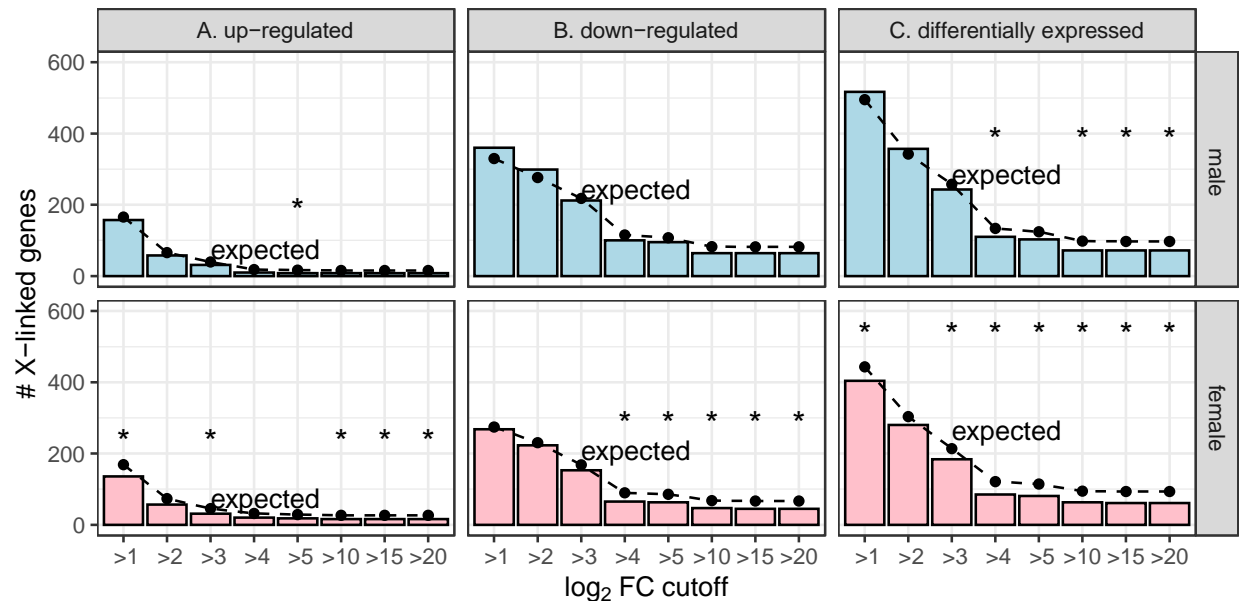 A. up−regulated
B. down−regulated
C. differentially expressed
600
400
200
0
expected
*
expected
expected
* * * *
male
600
400
200
0
* * * * *
expected
* * * * *
expected
* * * * * * *
expected
female
>1 >2 >3 >4 >5 >10 >15 >20
>1 >2 >3 >4 >5 >10 >15 >20
>1 >2 >3 >4 >5 >10 >15 >20
# X−linked genes
log₂ FC cutoff